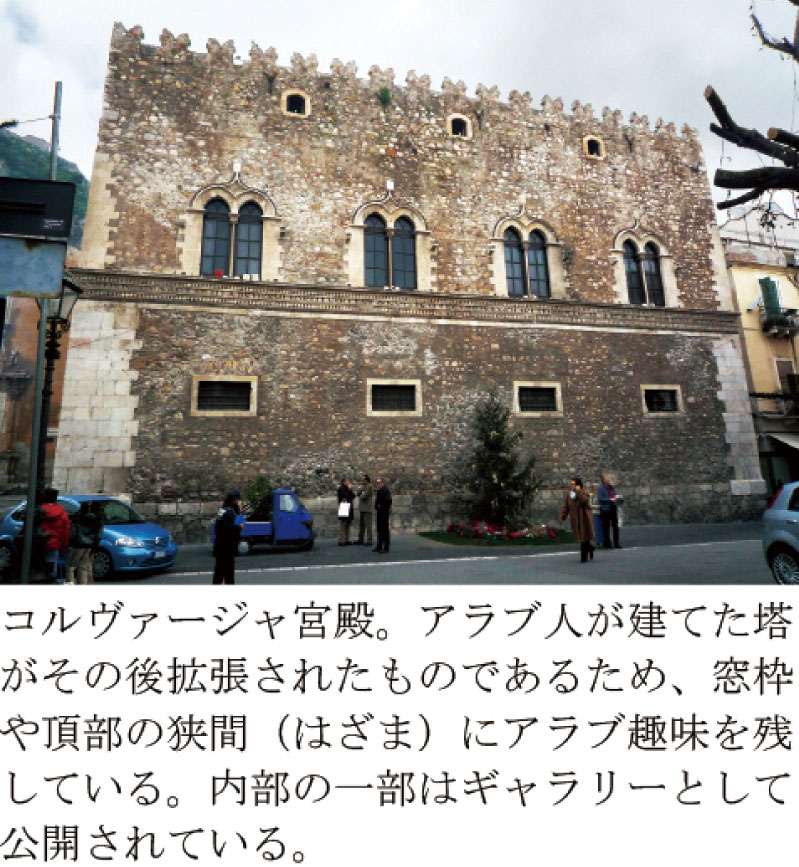 コルヴァージャ宮殿。アラブ人が建てた塔
がその後拡張されたものであるため、窓枠
や頂部の狭間（はざま）にアラブ趣味を残
している。内部の一部はギャラリーとして
公開されている。